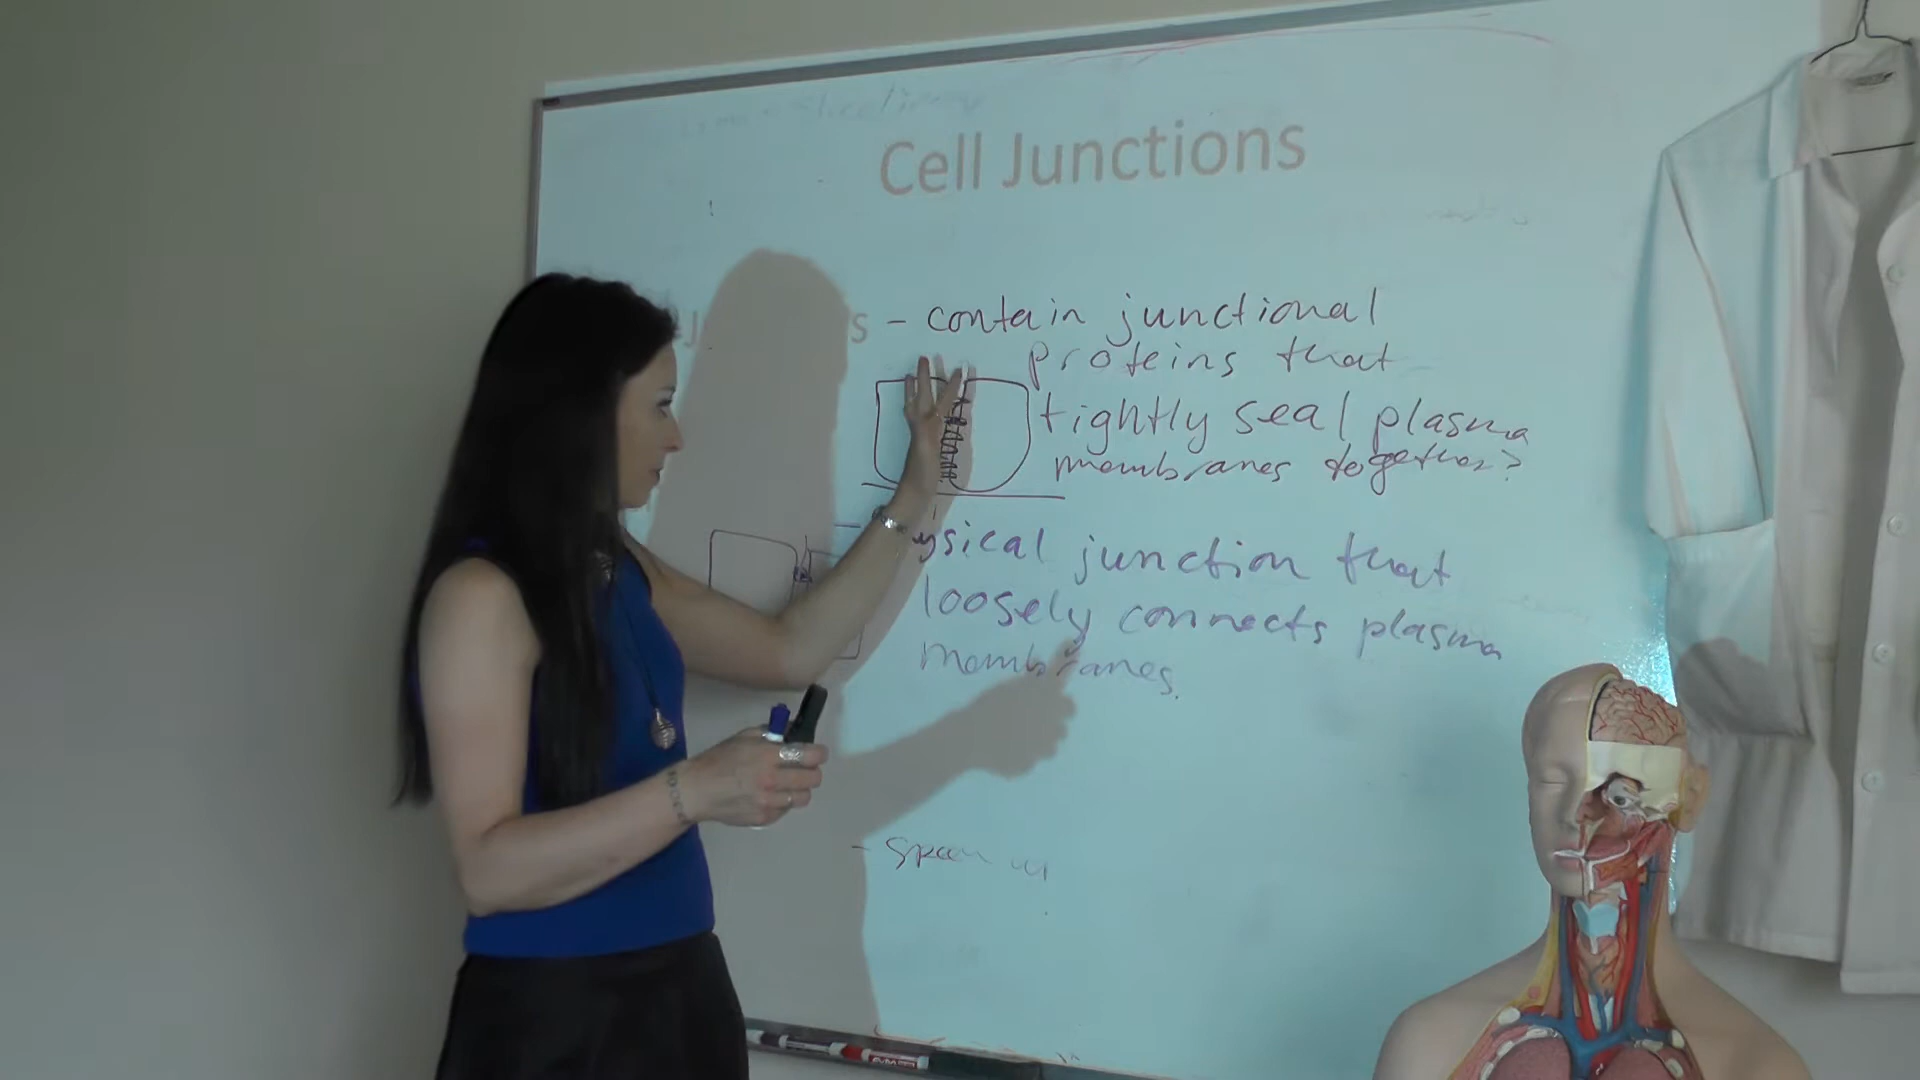 Cell Junctions
s - contain junctional
proteins that
tightly seal plasma
membranes together?
ysical junction that
loosely connects plasma
membranes.
-